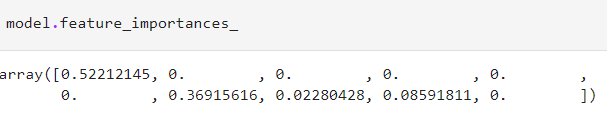 model.feature_importances_
array([0.52212145, 0. , 0. , 0. , 0. ,
0. , 0.36915616, 0.02280428, 0.08591811, 0. ])